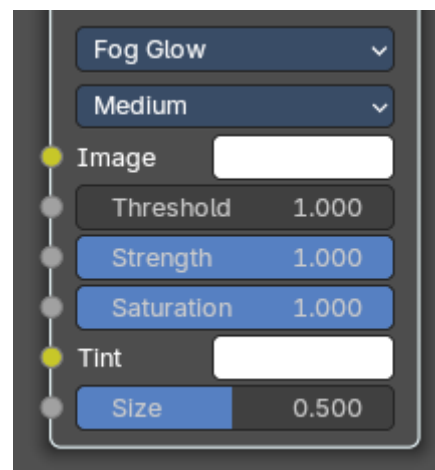 Fog Glow
Medium
Image
Threshold 1.000
Strength 1.000
Saturation 1.000
Tint
Size 0.500